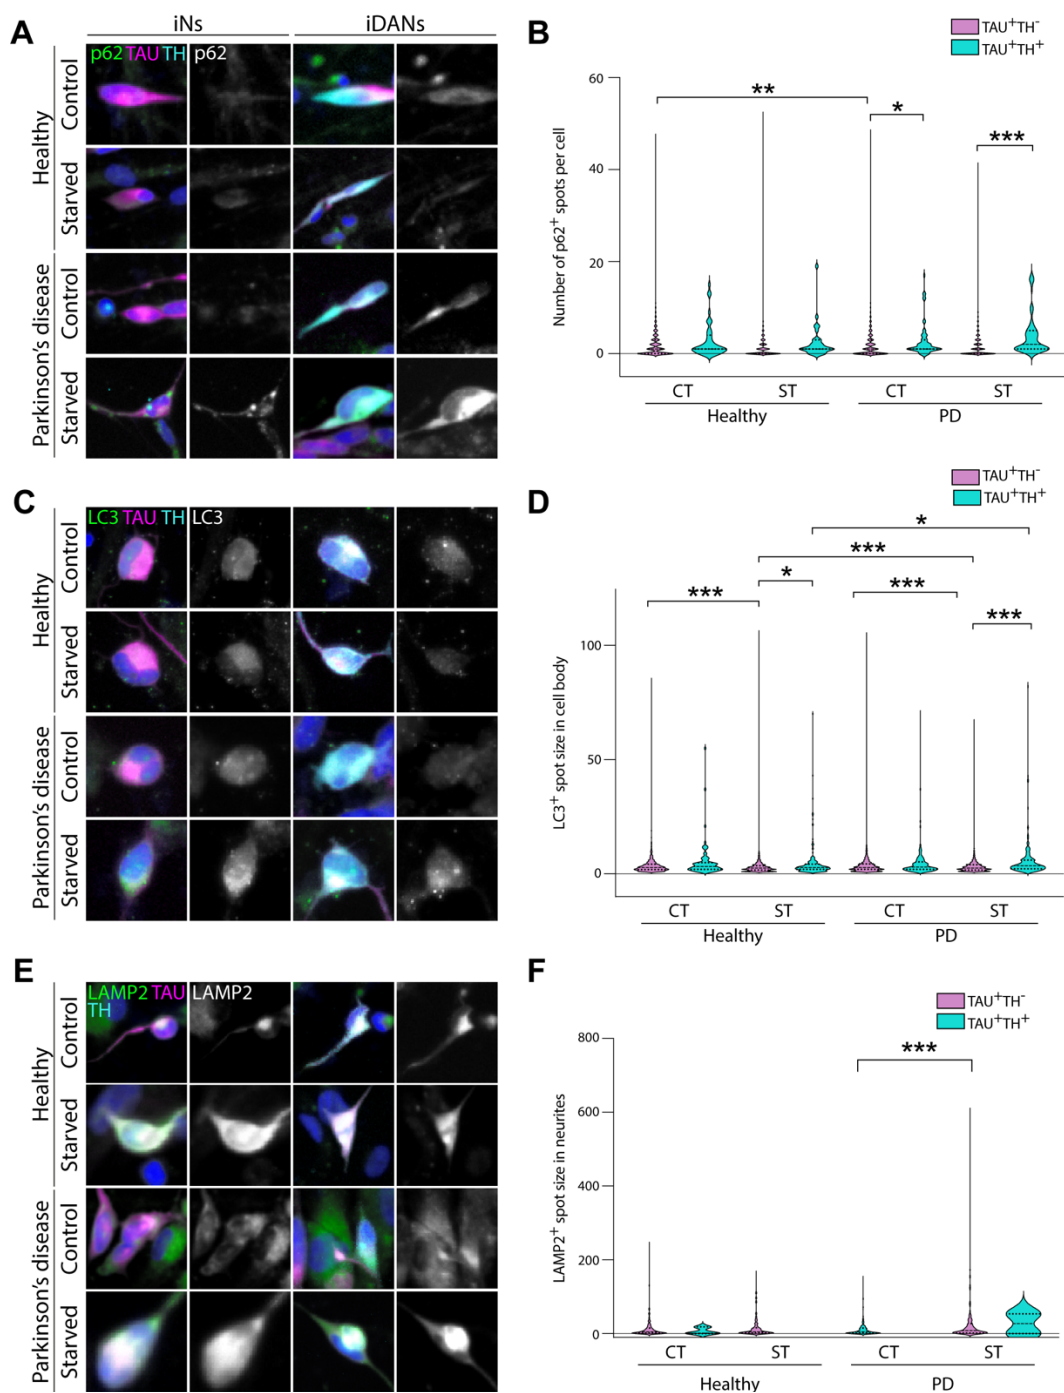 A
iNs
iDANs
p62 TAU TH
p62
Healthy
Control
Starved
Parkinson's disease
Control
Starved
B
TAU⁺TH⁻
TAU⁺TH⁺
Number of p62⁺ spots per cell
60
40
20
0
**
*
***
CT
ST
CT
ST
Healthy
PD
C
LC3 TAU TH
LC3
Healthy
Control
Starved
Parkinson's disease
Control
Starved
D
TAU⁺TH⁻
TAU⁺TH⁺
LC3⁺ spot size in cell body
100
50
0
*
***
***
*
***
***
CT
ST
CT
ST
Healthy
PD
E
LAMP2 TAU
TH
LAMP2
Healthy
Control
Starved
Parkinson's disease
Control
Starved
F
TAU⁺TH⁻
TAU⁺TH⁺
LAMP2⁺ spot size in neurites
800
600
400
200
0
***
CT
ST
CT
ST
Healthy
PD